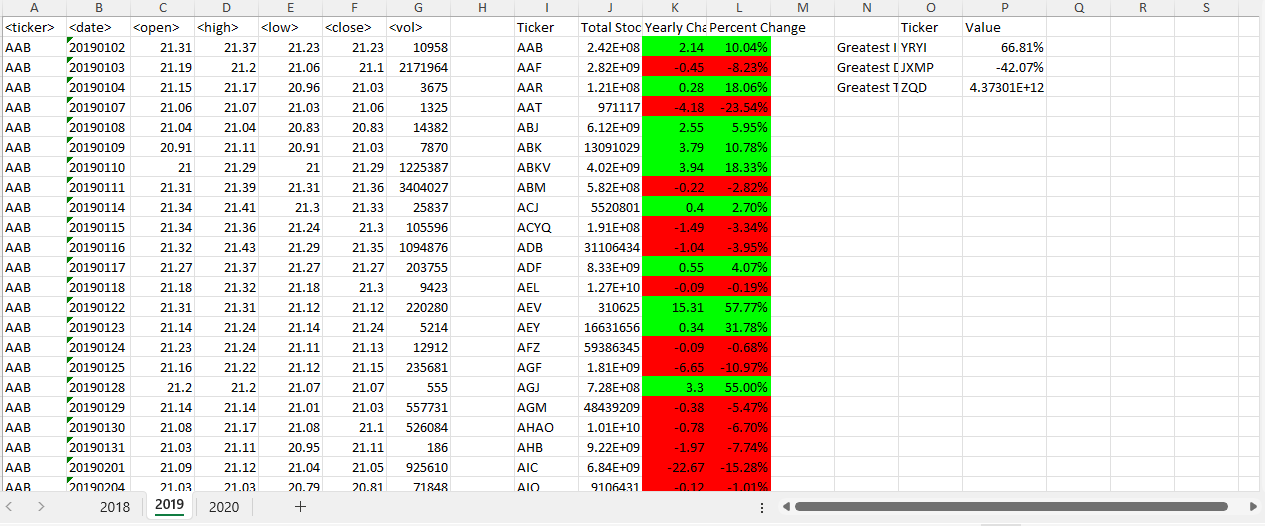 A B C D E F G H I J K L M N O P Q R S
<ticker> <date> <open> <high> <low> <close> <vol> Ticker Total Stoc Yearly Cha Percent Change Ticker Value
AAB 20190102 21.31 21.37 21.23 21.23 10958 AAB 2.42E+08 2.14 10.04% Greatest I YRYI 66.81%
AAB 20190103 21.19 21.2 21.06 21.1 2171964 AAF 2.82E+09 -0.45 -8.23% Greatest D JXMP -42.07%
AAB 20190104 21.15 21.17 20.96 21.03 3675 AAR 1.21E+08 0.28 18.06% Greatest T ZQD 4.37301E+12
AAB 20190107 21.06 21.07 21.03 21.06 1325 AAT 971117 -4.18 -23.54%
AAB 20190108 21.04 21.04 20.83 20.83 14382 ABJ 6.12E+09 2.55 5.95%
AAB 20190109 20.91 21.11 20.91 21.03 7870 ABK 13091029 3.79 10.78%
AAB 20190110 21 21.29 21 21.29 1225387 ABKV 4.02E+09 3.94 18.33%
AAB 20190111 21.31 21.39 21.31 21.36 3404027 ABM 5.82E+08 -0.22 -2.82%
AAB 20190114 21.34 21.41 21.3 21.33 25837 ACJ 5520801 0.4 2.70%
AAB 20190115 21.34 21.36 21.24 21.3 105596 ACYQ 1.91E+08 -1.49 -3.34%
AAB 20190116 21.32 21.43 21.29 21.35 1094876 ADB 31106434 -1.04 -3.95%
AAB 20190117 21.27 21.37 21.27 21.27 203755 ADF 8.33E+09 0.55 4.07%
AAB 20190118 21.18 21.32 21.18 21.3 9423 AEL 1.27E+10 -0.09 -0.19%
AAB 20190122 21.31 21.31 21.12 21.12 220280 AEV 310625 15.31 57.77%
AAB 20190123 21.14 21.24 21.14 21.24 5214 AEY 16631656 0.34 31.78%
AAB 20190124 21.23 21.24 21.11 21.13 12912 AFZ 59386345 -0.09 -0.68%
AAB 20190125 21.16 21.22 21.12 21.15 235681 AGF 1.81E+09 -6.65 -10.97%
AAB 20190128 21.2 21.2 21.07 21.07 555 AGJ 7.28E+08 3.3 55.00%
AAB 20190129 21.14 21.14 21.01 21.03 557731 AGM 48439209 -0.38 -5.47%
AAB 20190130 21.08 21.17 21.08 21.1 526084 AHAO 1.01E+10 -0.78 -6.70%
AAB 20190131 21.03 21.11 20.95 21.11 186 AHB 9.22E+09 -1.97 -7.74%
AAB 20190201 21.09 21.12 21.04 21.05 925610 AIC 6.84E+09 -22.67 -15.28%
AAB 20190204 21.03 21.03 20.79 20.81 71848 AIO 9106431 -0.12 -1.01%
2018 2019 2020